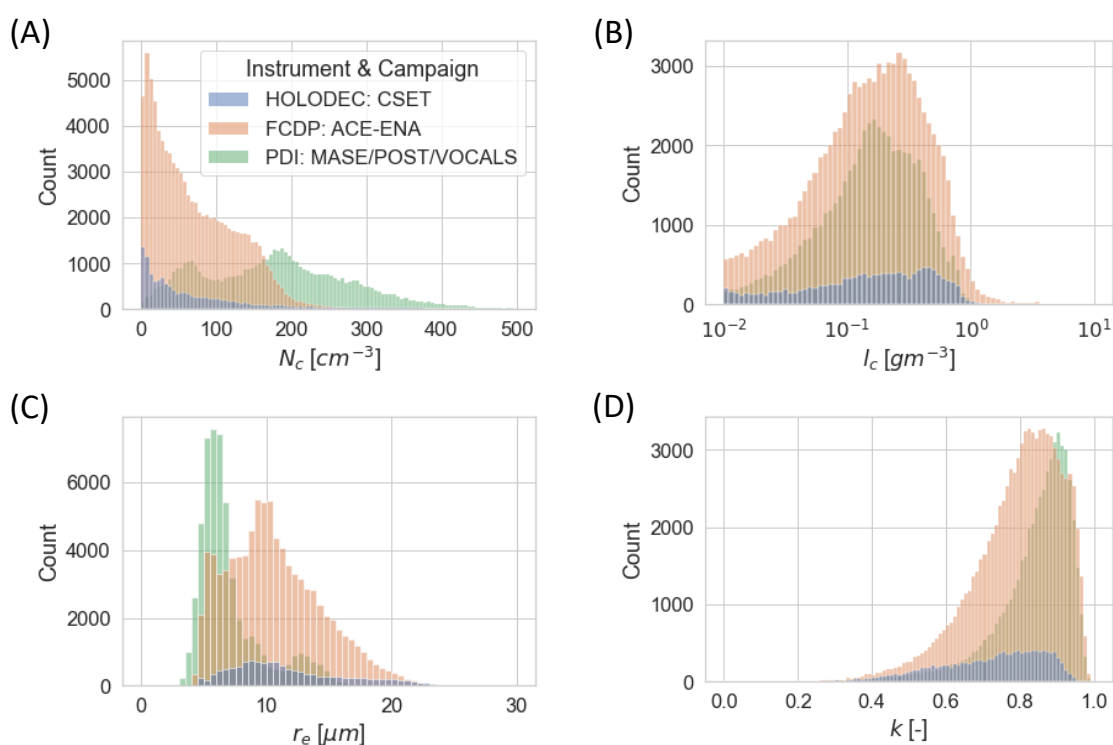 (A)
Count
5000
4000
3000
2000
1000
0
Instrument & Campaign
HOLODEC: CSET
FCDP: ACE-ENA
PDI: MASE/POST/VOCALS
0 100 200 300 400 500
N_c [cm^{-3}]
(B)
Count
3000
2000
1000
0
10^{-2} 10^{-1} 10^{0} 10^{1}
l_c [gm^{-3}]
(C)
Count
6000
4000
2000
0
0 10 20 30
r_e [μm]
(D)
Count
3000
2000
1000
0
0.0 0.2 0.4 0.6 0.8 1.0
k [-]